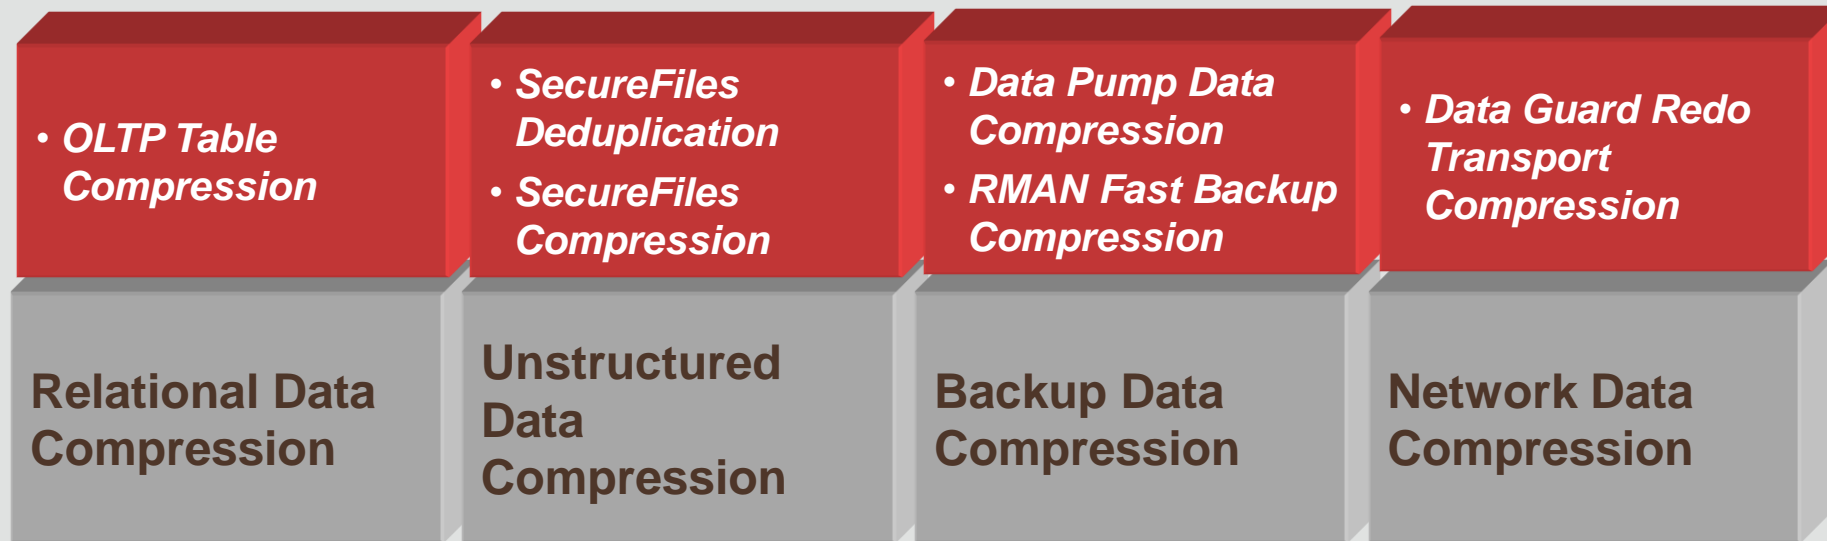 • OLTP Table
Compression
• SecureFiles
Deduplication
• SecureFiles
Compression
• Data Pump Data
Compression
• RMAN Fast Backup
Compression
• Data Guard Redo
Transport
Compression
Relational Data
Compression
Unstructured
Data
Compression
Backup Data
Compression
Network Data
Compression